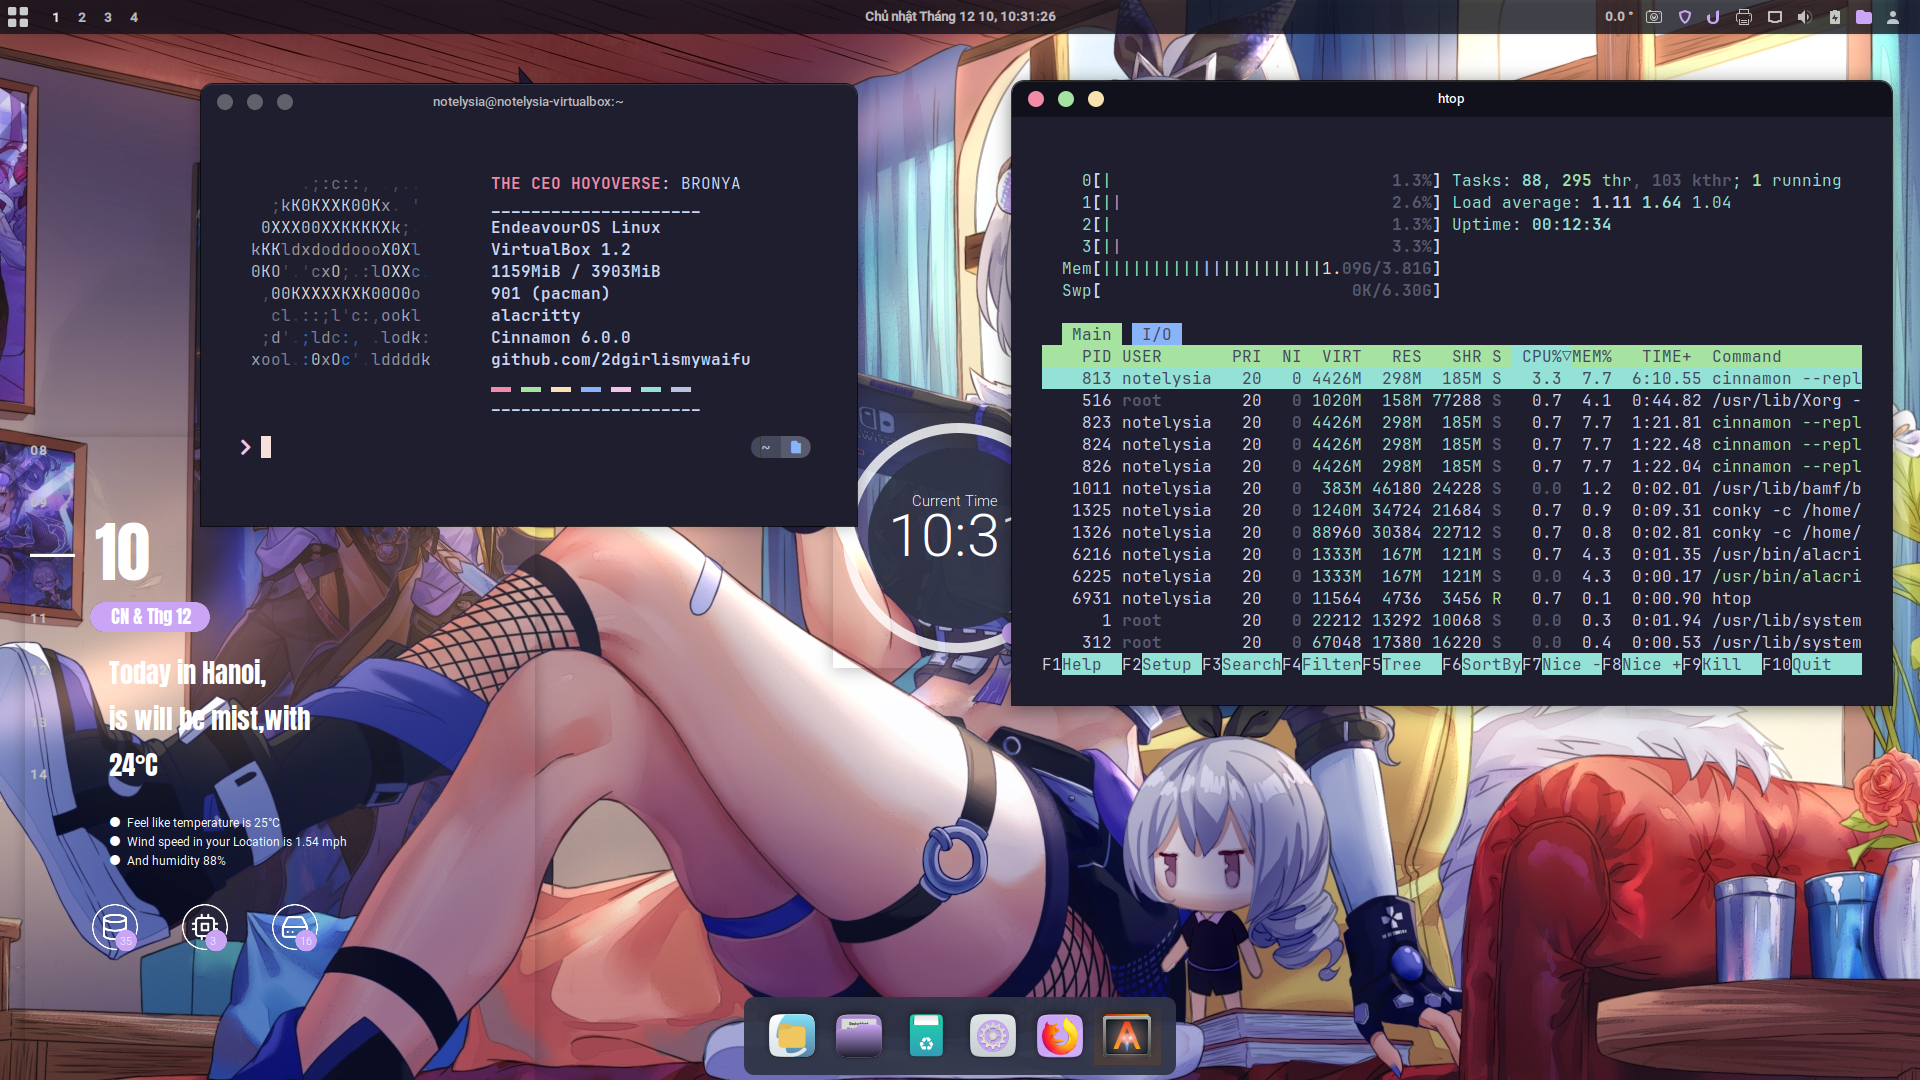 1 2 3 4
Chủ nhật Tháng 12 10, 10:31:26
0.0 °
notelysia@notelysia-virtualbox:~
.;:c::, .,..
;kK0KXXK00Kx. '
0XXX00XXKKKKXk;
kKKldxdoddoooX0Xl
0KO'.'cxO;.:lOXXc.
,00KXXXXKXK0000o
cl.::;l'c:,ookl
;d'.;ldc:, .lodk:
xool.:0xOc'.lddddk.
THE CEO HOYOVERSE: BRONYA
_____________________
EndeavourOS Linux
VirtualBox 1.2
1159MiB / 3903MiB
901 (pacman)
alacritty
Cinnamon 6.0.0
github.com/2dgirlismywaifu
_____________________
❯
~
htop
0[| 1.3%] Tasks: 88, 295 thr, 103 kthr; 1 running
1[|| 2.6%] Load average: 1.11 1.64 1.04
2[| 1.3%] Uptime: 00:12:34
3[|| 3.3%]
Mem[||||||||||||||||||||||1.09G/3.81G]
Swp[ 0K/6.30G]
Main I/O
PID USER PRI NI VIRT RES SHR S CPU%▽MEM% TIME+ Command
813 notelysia 20 0 4426M 298M 185M S 3.3 7.7 6:10.55 cinnamon --repl
516 root 20 0 1020M 158M 77288 S 0.7 4.1 0:44.82 /usr/lib/Xorg -
823 notelysia 20 0 4426M 298M 185M S 0.7 7.7 1:21.81 cinnamon --repl
824 notelysia 20 0 4426M 298M 185M S 0.7 7.7 1:22.48 cinnamon --repl
826 notelysia 20 0 4426M 298M 185M S 0.7 7.7 1:22.04 cinnamon --repl
1011 notelysia 20 0 383M 46180 24228 S 0.0 1.2 0:02.01 /usr/lib/bamf/b
1325 notelysia 20 0 1240M 34724 21684 S 0.7 0.9 0:09.31 conky -c /home/
1326 notelysia 20 0 88960 30384 22712 S 0.7 0.8 0:02.81 conky -c /home/
6216 notelysia 20 0 1333M 167M 121M S 0.7 4.3 0:01.35 /usr/bin/alacri
6225 notelysia 20 0 1333M 167M 121M S 0.0 4.3 0:00.17 /usr/bin/alacri
6931 notelysia 20 0 11564 4736 3456 R 0.7 0.1 0:00.90 htop
1 root 20 0 22212 13292 10068 S 0.0 0.3 0:01.94 /usr/lib/system
312 root 20 0 67048 17380 16220 S 0.0 0.4 0:00.53 /usr/lib/system
F1Help F2Setup F3SearchF4FilterF5Tree F6SortByF7Nice -F8Nice +F9Kill F10Quit
Current Time
10:31
08
09
10
11
12
13
14
CN & Thg 12
Today in Hanoi,
is will be mist,with
24°C
Feel like temperature is 25°C
Wind speed in your Location is 1.54 mph
And humidity 88%
35
3
16